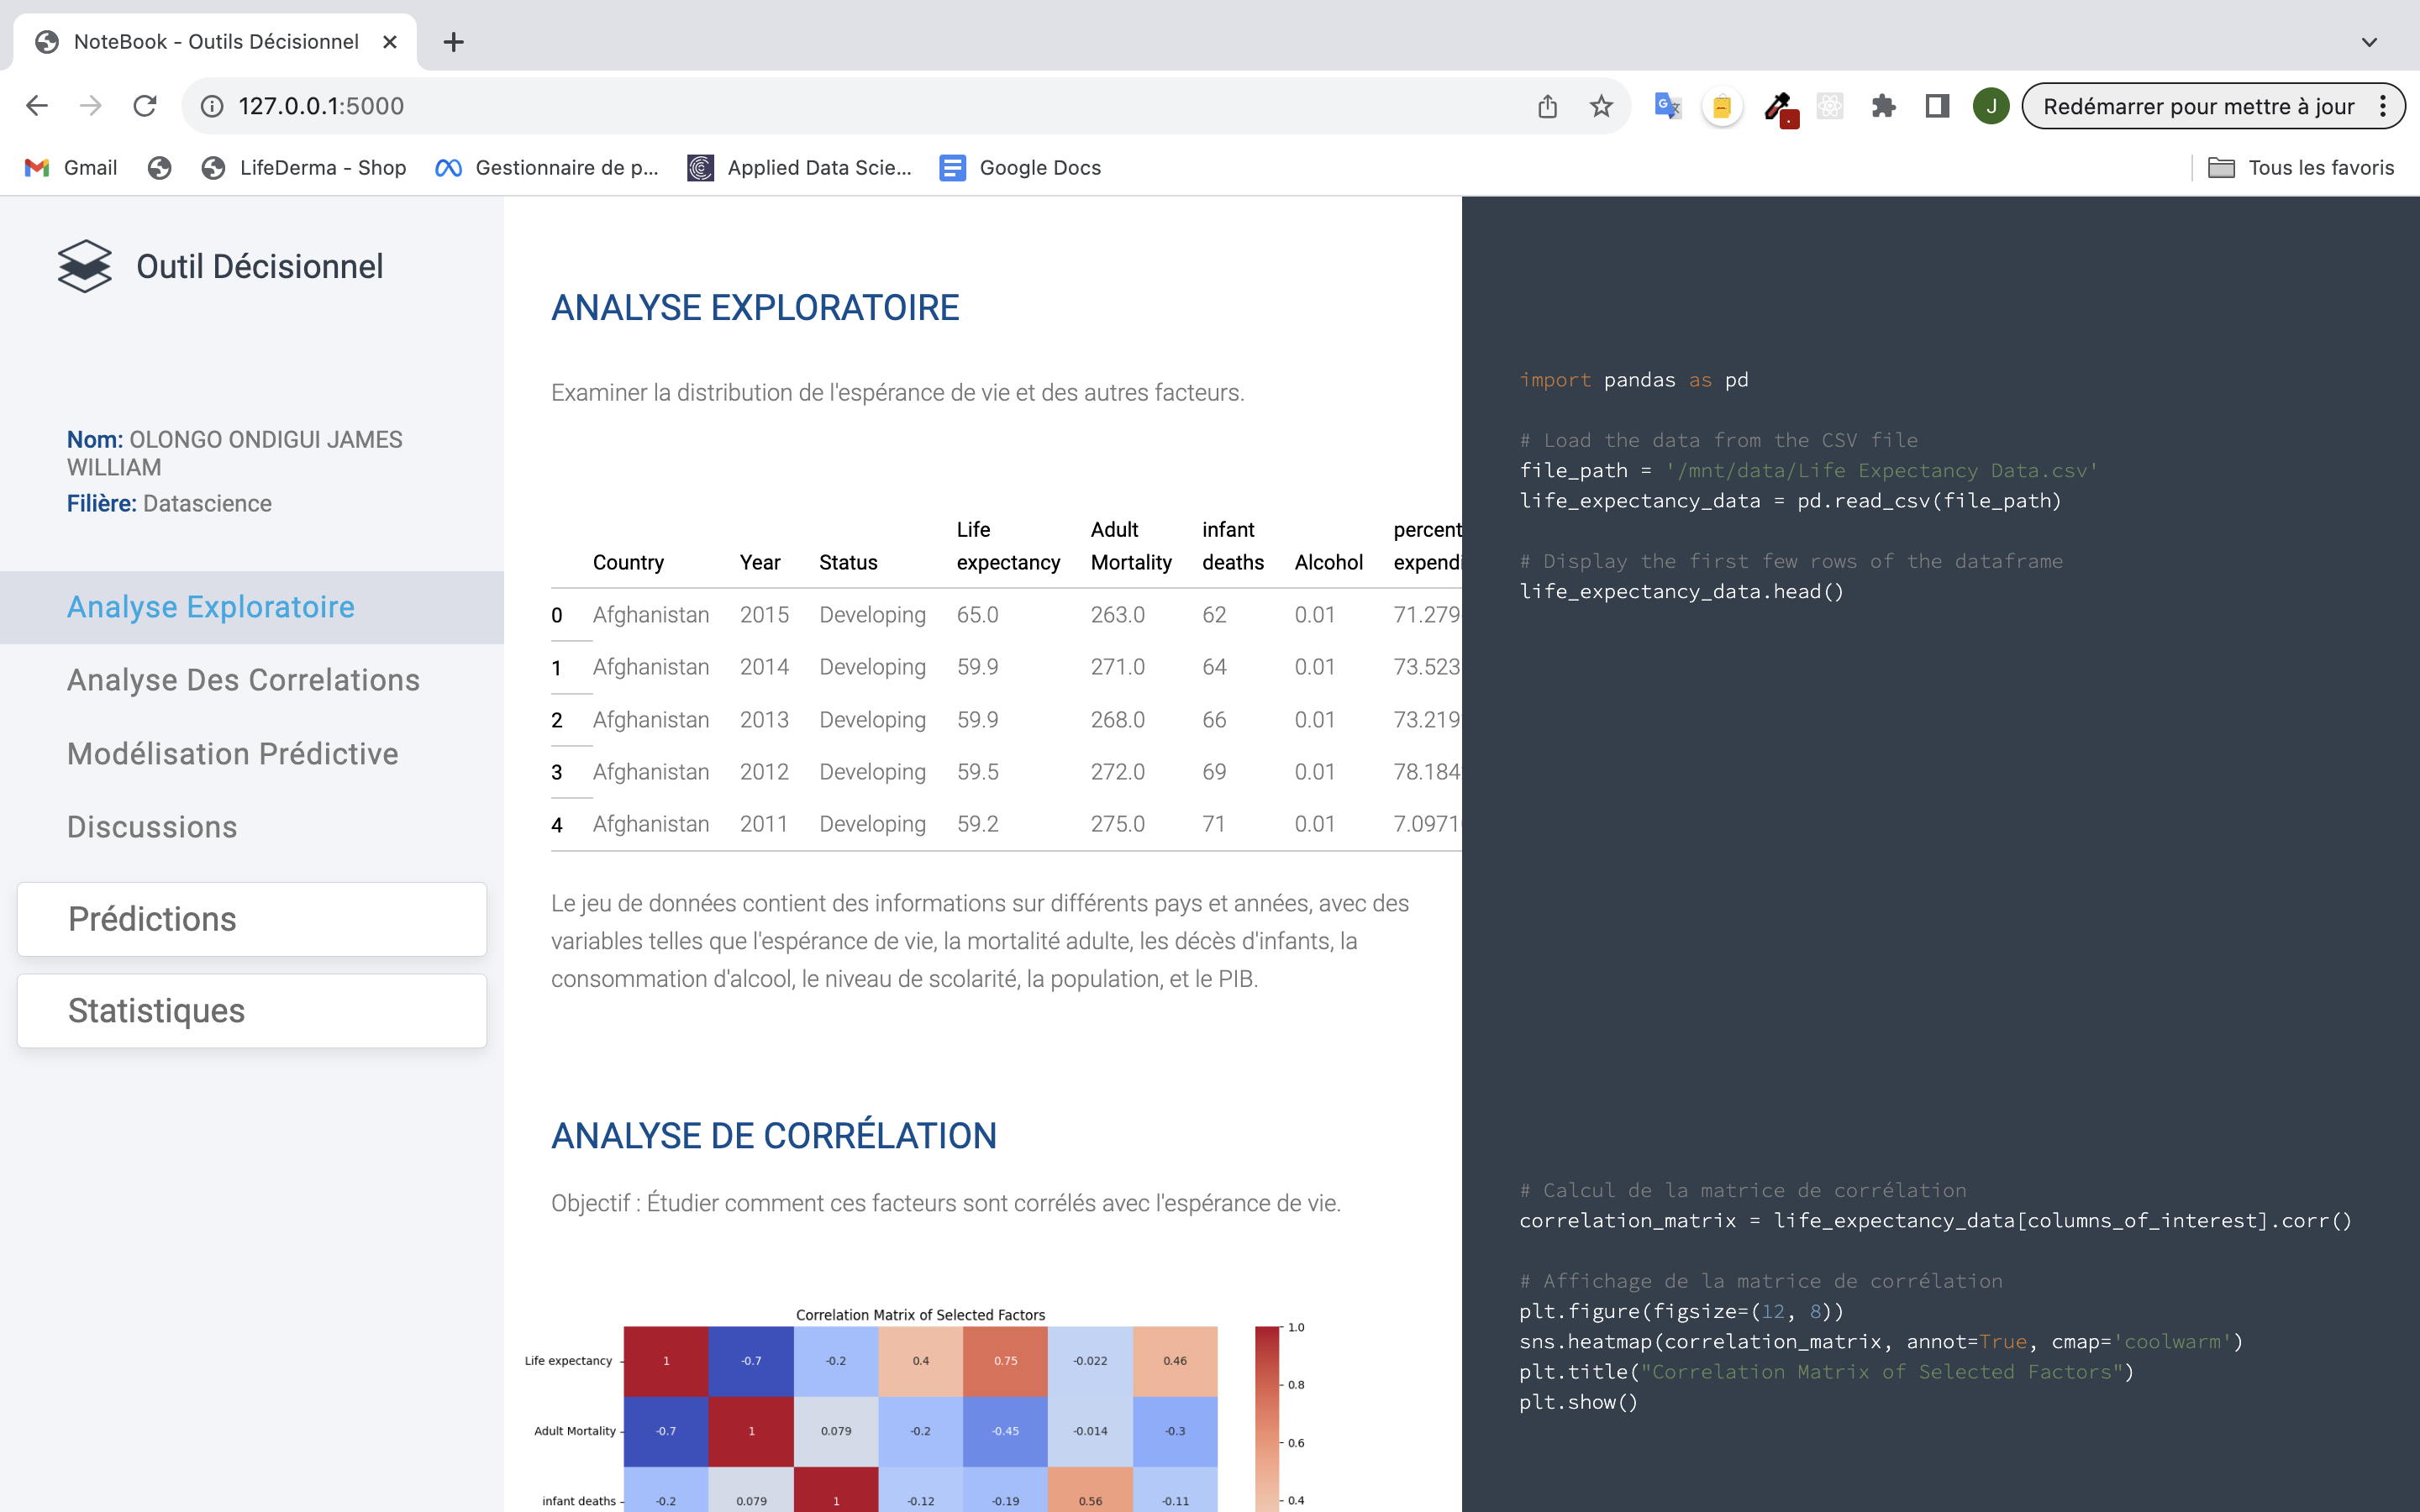 NoteBook - Outils Décisionnel
127.0.0.1:5000
J
Redémarrer pour mettre à jour
Gmail
LifeDerma - Shop
Gestionnaire de p...
Applied Data Scie...
Google Docs
Tous les favoris
Outil Décisionnel
Nom: OLONGO ONDIGUI JAMES
WILLIAM
Filière: Datascience
Analyse Exploratoire
Analyse Des Correlations
Modélisation Prédictive
Discussions
Prédictions
Statistiques
ANALYSE EXPLORATOIRE
Examiner la distribution de l'espérance de vie et des autres facteurs.
Country Year Status Life expectancy Adult Mortality infant deaths Alcohol percent expendi
0 Afghanistan 2015 Developing 65.0 263.0 62 0.01 71.279
1 Afghanistan 2014 Developing 59.9 271.0 64 0.01 73.523
2 Afghanistan 2013 Developing 59.9 268.0 66 0.01 73.219
3 Afghanistan 2012 Developing 59.5 272.0 69 0.01 78.184
4 Afghanistan 2011 Developing 59.2 275.0 71 0.01 7.0971
Le jeu de données contient des informations sur différents pays et années, avec des
variables telles que l'espérance de vie, la mortalité adulte, les décès d'infants, la
consommation d'alcool, le niveau de scolarité, la population, et le PIB.
ANALYSE DE CORRÉLATION
Objectif : Étudier comment ces facteurs sont corrélés avec l'espérance de vie.
Correlation Matrix of Selected Factors
Life expectancy 1 -0.7 -0.2 0.4 0.75 -0.022 0.46
Adult Mortality -0.7 1 0.079 -0.2 -0.45 -0.014 -0.3
infant deaths -0.2 0.079 1 -0.12 -0.19 0.56 -0.11
1.0
0.8
0.6
0.4
import pandas as pd
# Load the data from the CSV file
file_path = '/mnt/data/Life Expectancy Data.csv'
life_expectancy_data = pd.read_csv(file_path)
# Display the first few rows of the dataframe
life_expectancy_data.head()
# Calcul de la matrice de corrélation
correlation_matrix = life_expectancy_data[columns_of_interest].corr()
# Affichage de la matrice de corrélation
plt.figure(figsize=(12, 8))
sns.heatmap(correlation_matrix, annot=True, cmap='coolwarm')
plt.title("Correlation Matrix of Selected Factors")
plt.show()